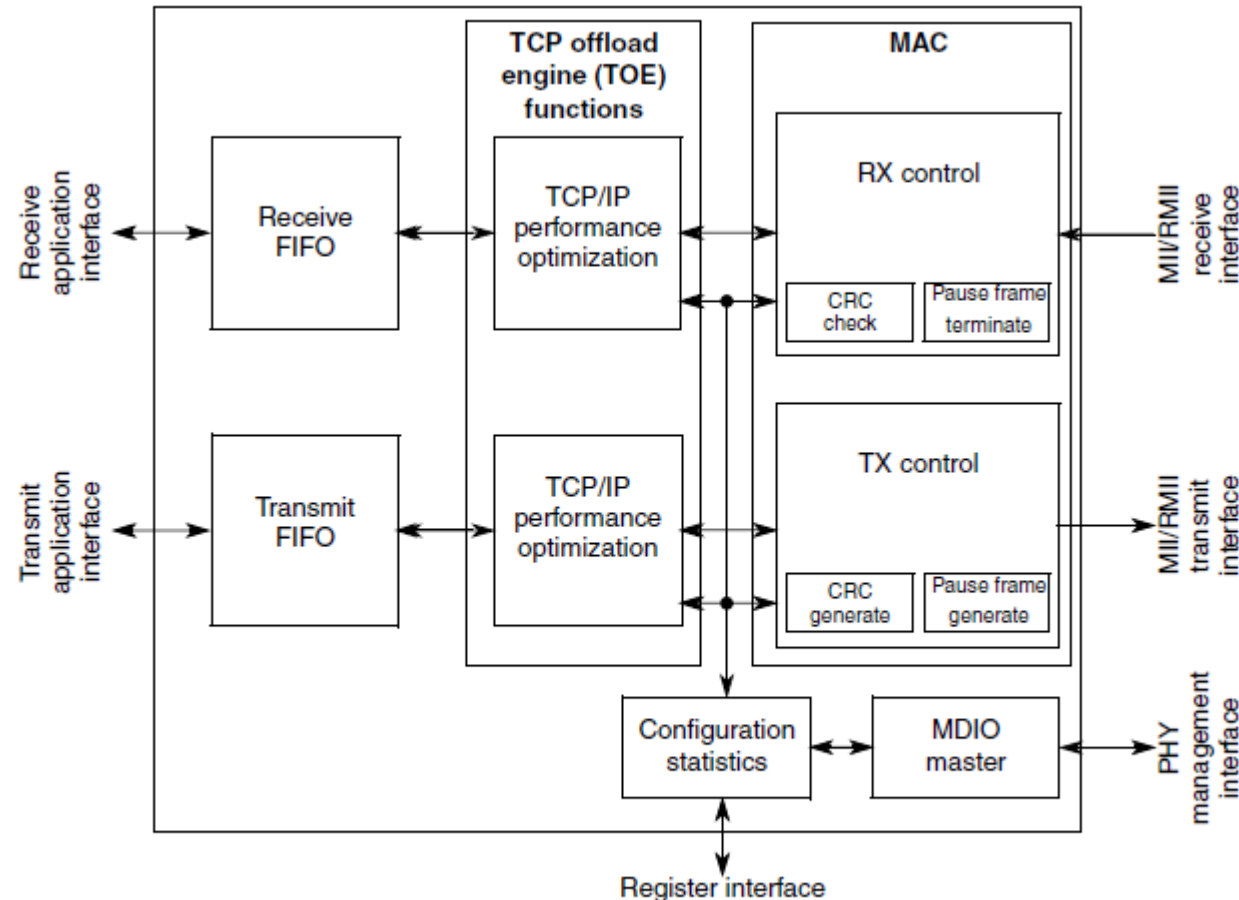 TCP offload
engine (TOE)
functions
MAC
Receive
application
interface
Receive
FIFO
TCP/IP
performance
optimization
RX control
CRC
check
Pause frame
terminate
MII/RMII
receive
interface
Transmit
application
interface
Transmit
FIFO
TCP/IP
performance
optimization
TX control
CRC
generate
Pause frame
generate
MII/RMII
transmit
interface
Configuration
statistics
MDIO
master
PHY
management
interface
Register interface